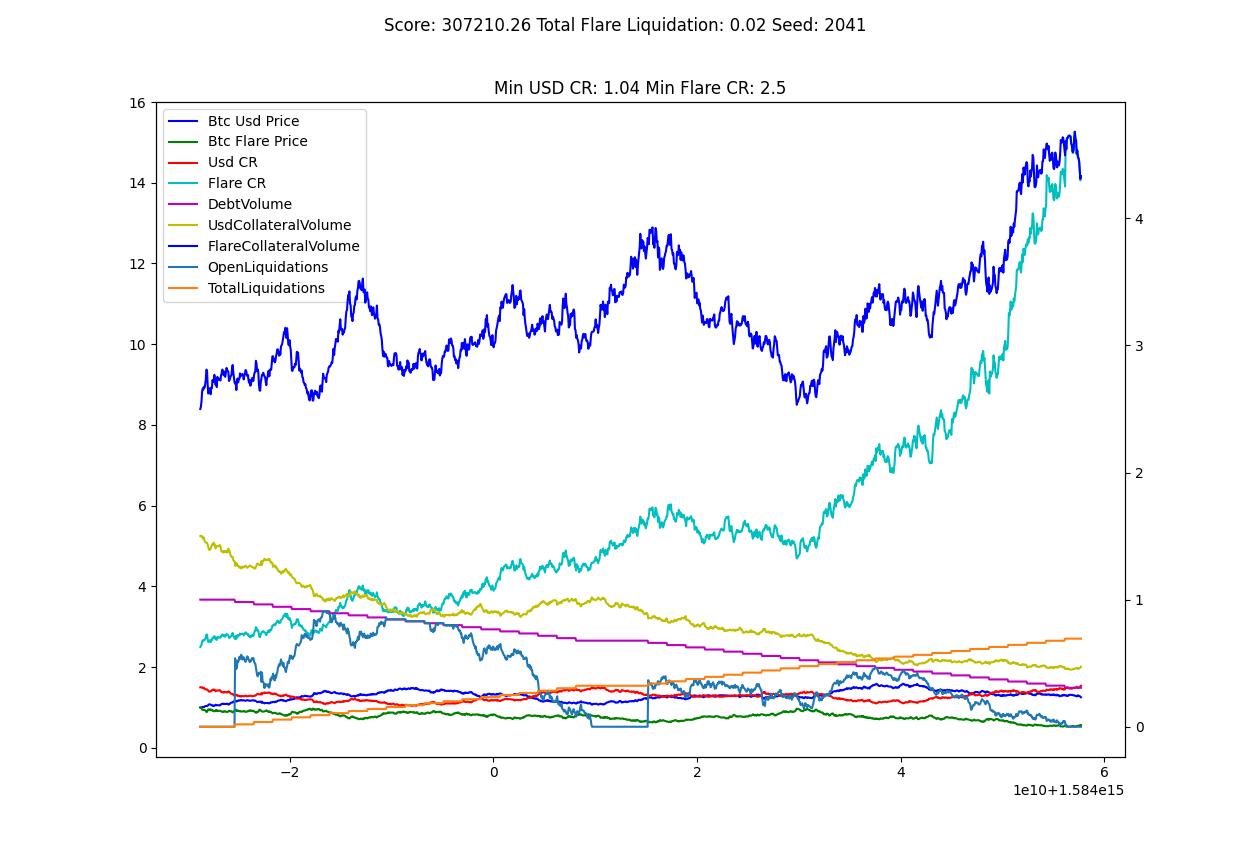 Score: 307210.26 Total Flare Liquidation: 0.02 Seed: 2041
Min USD CR: 1.04 Min Flare CR: 2.5
Btc Usd Price
Btc Flare Price
Usd CR
Flare CR
DebtVolume
UsdCollateralVolume
FlareCollateralVolume
OpenLiquidations
TotalLiquidations
16
14
12
10
8
6
4
2
0
4
3
2
1
0
−2
0
2
4
6
1e10+1.584e15